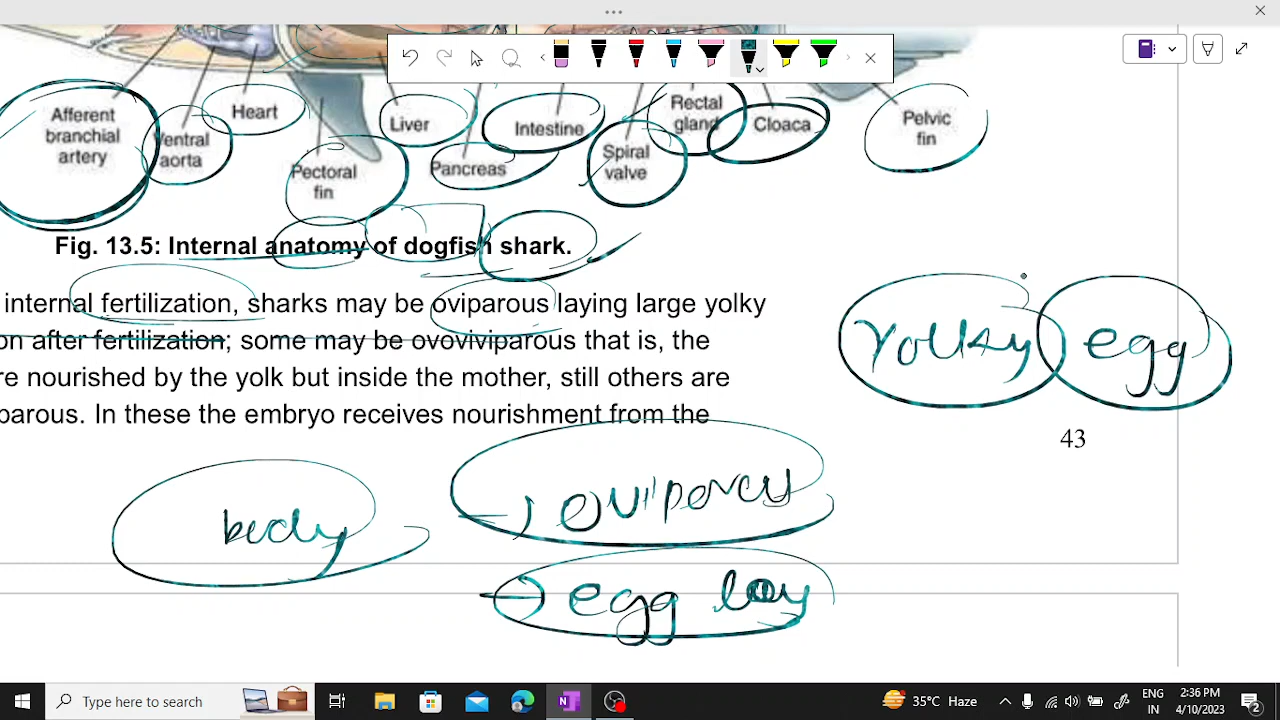 Afferent
branchial
artery
Ventral
aorta
Heart
Pectoral
fin
Liver
Pancreas
Intestine
Spiral
valve
Rectal
gland
Cloaca
Pelvic
fin
Fig. 13.5: Internal anatomy of dogfish shark.
internal fertilization, sharks may be oviparous laying large yolky
on after fertilization; some may be ovoviviparous that is, the
re nourished by the yolk but inside the mother, still others are
parous. In these the embryo receives nourishment from the
yolky egg
43
body
egg lay
Type here to search
35°C Haze
ENG
IN
2:36 PM
4/10/2023
2